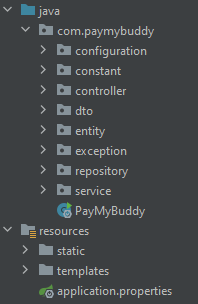 java
com.paymybuddy
configuration
constant
controller
dto
entity
exception
repository
service
PayMyBuddy
resources
static
templates
application.properties